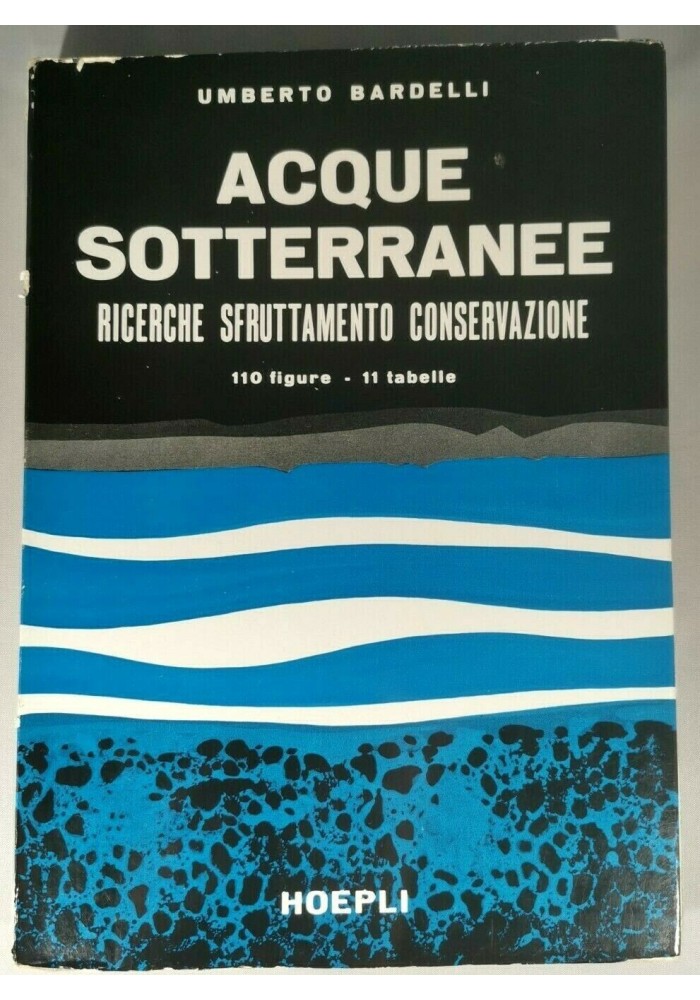 UMBERTO BARDELLI
ACQUE
SOTTERRANEE
RICERCHE SFRUTTAMENTO CONSERVAZIONE
110 figure - 11 tabelle
HOEPLI